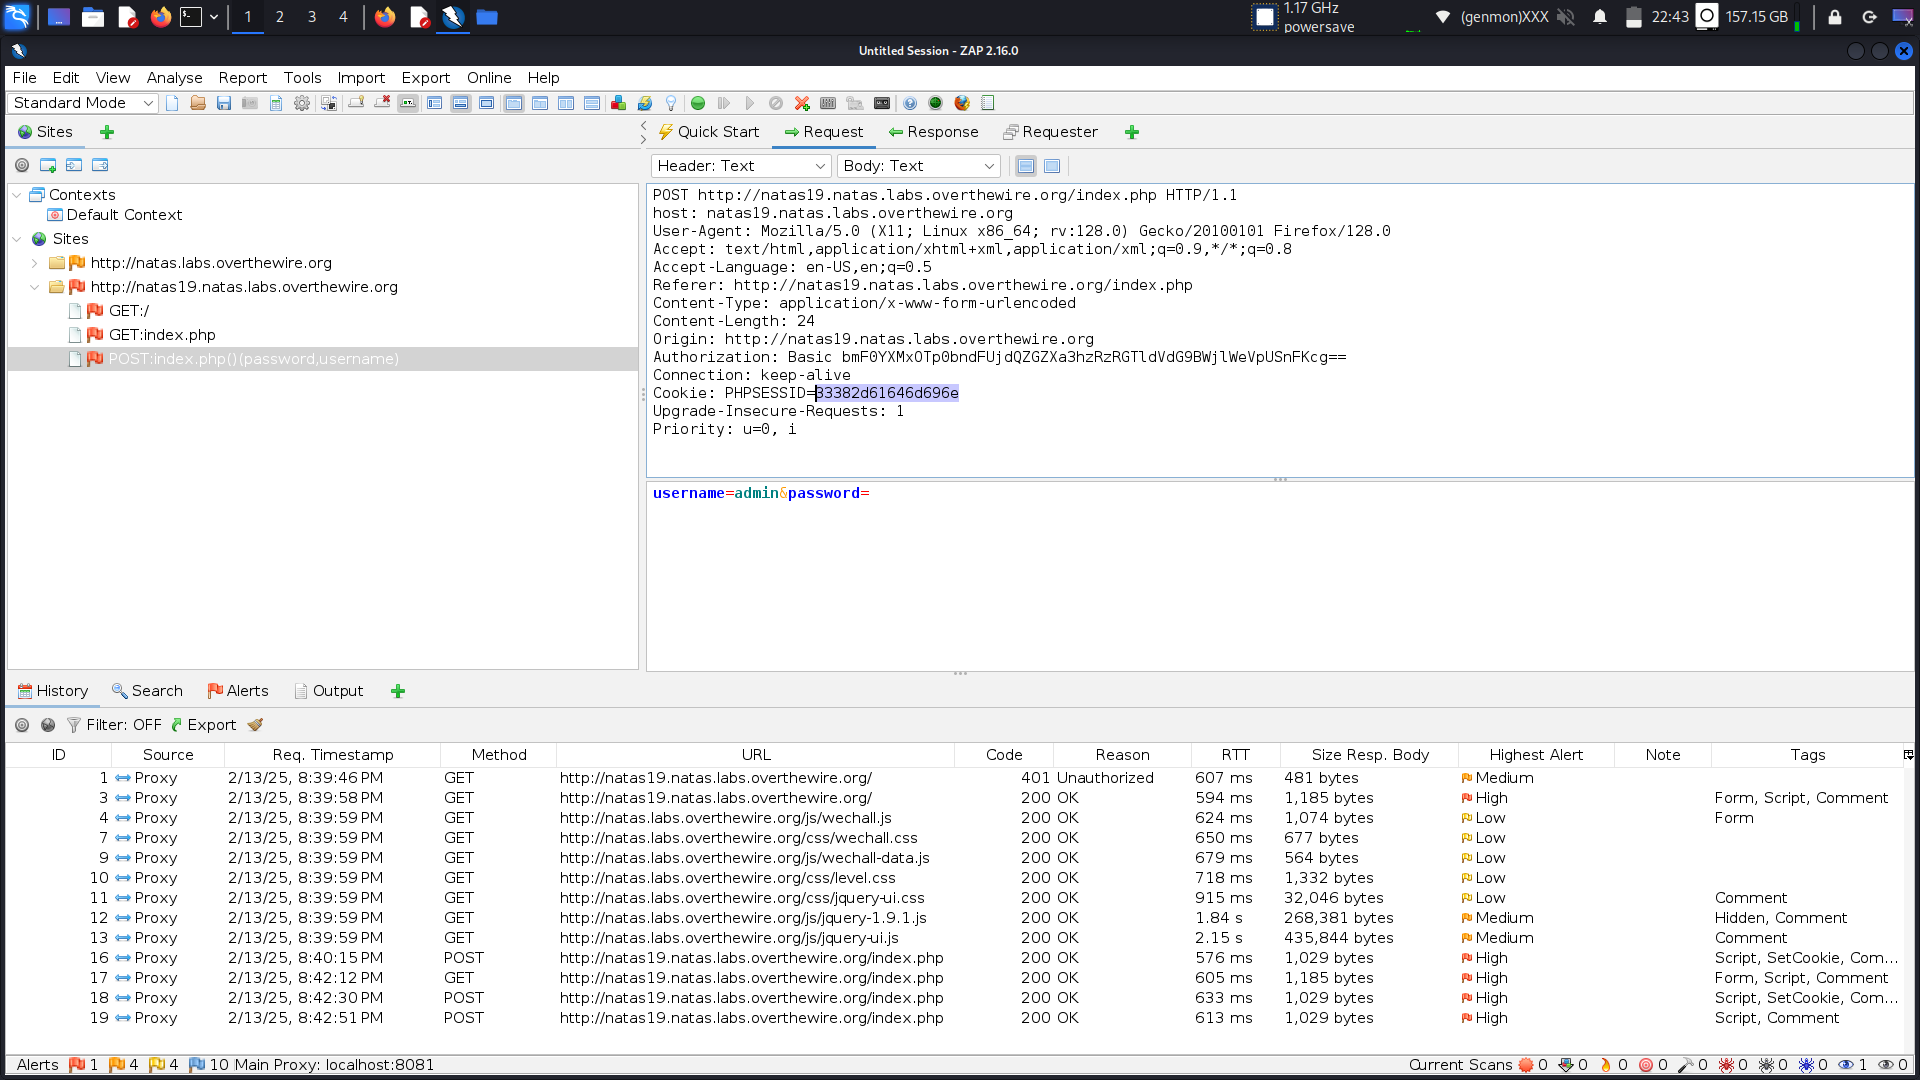 1 2 3 4
1.17 GHz
powersave
(genmon)XXX
22:43
157.15 GB
Untitled Session - ZAP 2.16.0
File Edit View Analyse Report Tools Import Export Online Help
Standard Mode
Sites
Quick Start Request Response Requester
Header: Text Body: Text
Contexts
Default Context
Sites
http://natas.labs.overthewire.org
http://natas19.natas.labs.overthewire.org
GET:/
GET:index.php
POST:index.php()(password,username)
POST http://natas19.natas.labs.overthewire.org/index.php HTTP/1.1
host: natas19.natas.labs.overthewire.org
User-Agent: Mozilla/5.0 (X11; Linux x86_64; rv:128.0) Gecko/20100101 Firefox/128.0
Accept: text/html,application/xhtml+xml,application/xml;q=0.9,*/*;q=0.8
Accept-Language: en-US,en;q=0.5
Referer: http://natas19.natas.labs.overthewire.org/index.php
Content-Type: application/x-www-form-urlencoded
Content-Length: 24
Origin: http://natas19.natas.labs.overthewire.org
Authorization: Basic bmF0YXMxOTp0bndFUjdQZGZXa3hzRzRGTldVdG9BWjlWeVpUSnFKcg==
Connection: keep-alive
Cookie: PHPSESSID=33382d61646d696e
Upgrade-Insecure-Requests: 1
Priority: u=0, i
username=admin&password=
History Search Alerts Output
Filter: OFF Export
ID Source Req. Timestamp Method URL Code Reason RTT Size Resp. Body Highest Alert Note Tags
1 Proxy 2/13/25, 8:39:46 PM GET http://natas19.natas.labs.overthewire.org/ 401 Unauthorized 607 ms 481 bytes Medium
3 Proxy 2/13/25, 8:39:58 PM GET http://natas19.natas.labs.overthewire.org/ 200 OK 594 ms 1,185 bytes High Form, Script, Comment
4 Proxy 2/13/25, 8:39:59 PM GET http://natas.labs.overthewire.org/js/wechall.js 200 OK 624 ms 1,074 bytes Low Form
7 Proxy 2/13/25, 8:39:59 PM GET http://natas.labs.overthewire.org/css/wechall.css 200 OK 650 ms 677 bytes Low
9 Proxy 2/13/25, 8:39:59 PM GET http://natas.labs.overthewire.org/js/wechall-data.js 200 OK 679 ms 564 bytes Low
10 Proxy 2/13/25, 8:39:59 PM GET http://natas.labs.overthewire.org/css/level.css 200 OK 718 ms 1,332 bytes Low
11 Proxy 2/13/25, 8:39:59 PM GET http://natas.labs.overthewire.org/css/jquery-ui.css 200 OK 915 ms 32,046 bytes Low Comment
12 Proxy 2/13/25, 8:39:59 PM GET http://natas.labs.overthewire.org/js/jquery-1.9.1.js 200 OK 1.84 s 268,381 bytes Medium Hidden, Comment
13 Proxy 2/13/25, 8:39:59 PM GET http://natas.labs.overthewire.org/js/jquery-ui.js 200 OK 2.15 s 435,844 bytes Medium Comment
16 Proxy 2/13/25, 8:40:15 PM POST http://natas19.natas.labs.overthewire.org/index.php 200 OK 576 ms 1,029 bytes High Script, SetCookie, Com...
17 Proxy 2/13/25, 8:42:12 PM GET http://natas19.natas.labs.overthewire.org/index.php 200 OK 605 ms 1,185 bytes High Form, Script, Comment
18 Proxy 2/13/25, 8:42:30 PM POST http://natas19.natas.labs.overthewire.org/index.php 200 OK 633 ms 1,029 bytes High Script, SetCookie, Com...
19 Proxy 2/13/25, 8:42:51 PM POST http://natas19.natas.labs.overthewire.org/index.php 200 OK 613 ms 1,029 bytes High Script, Comment
Alerts 1 4 4 10 Main Proxy: localhost:8081
Current Scans 0 0 0 0 0 0 0 0 1 0